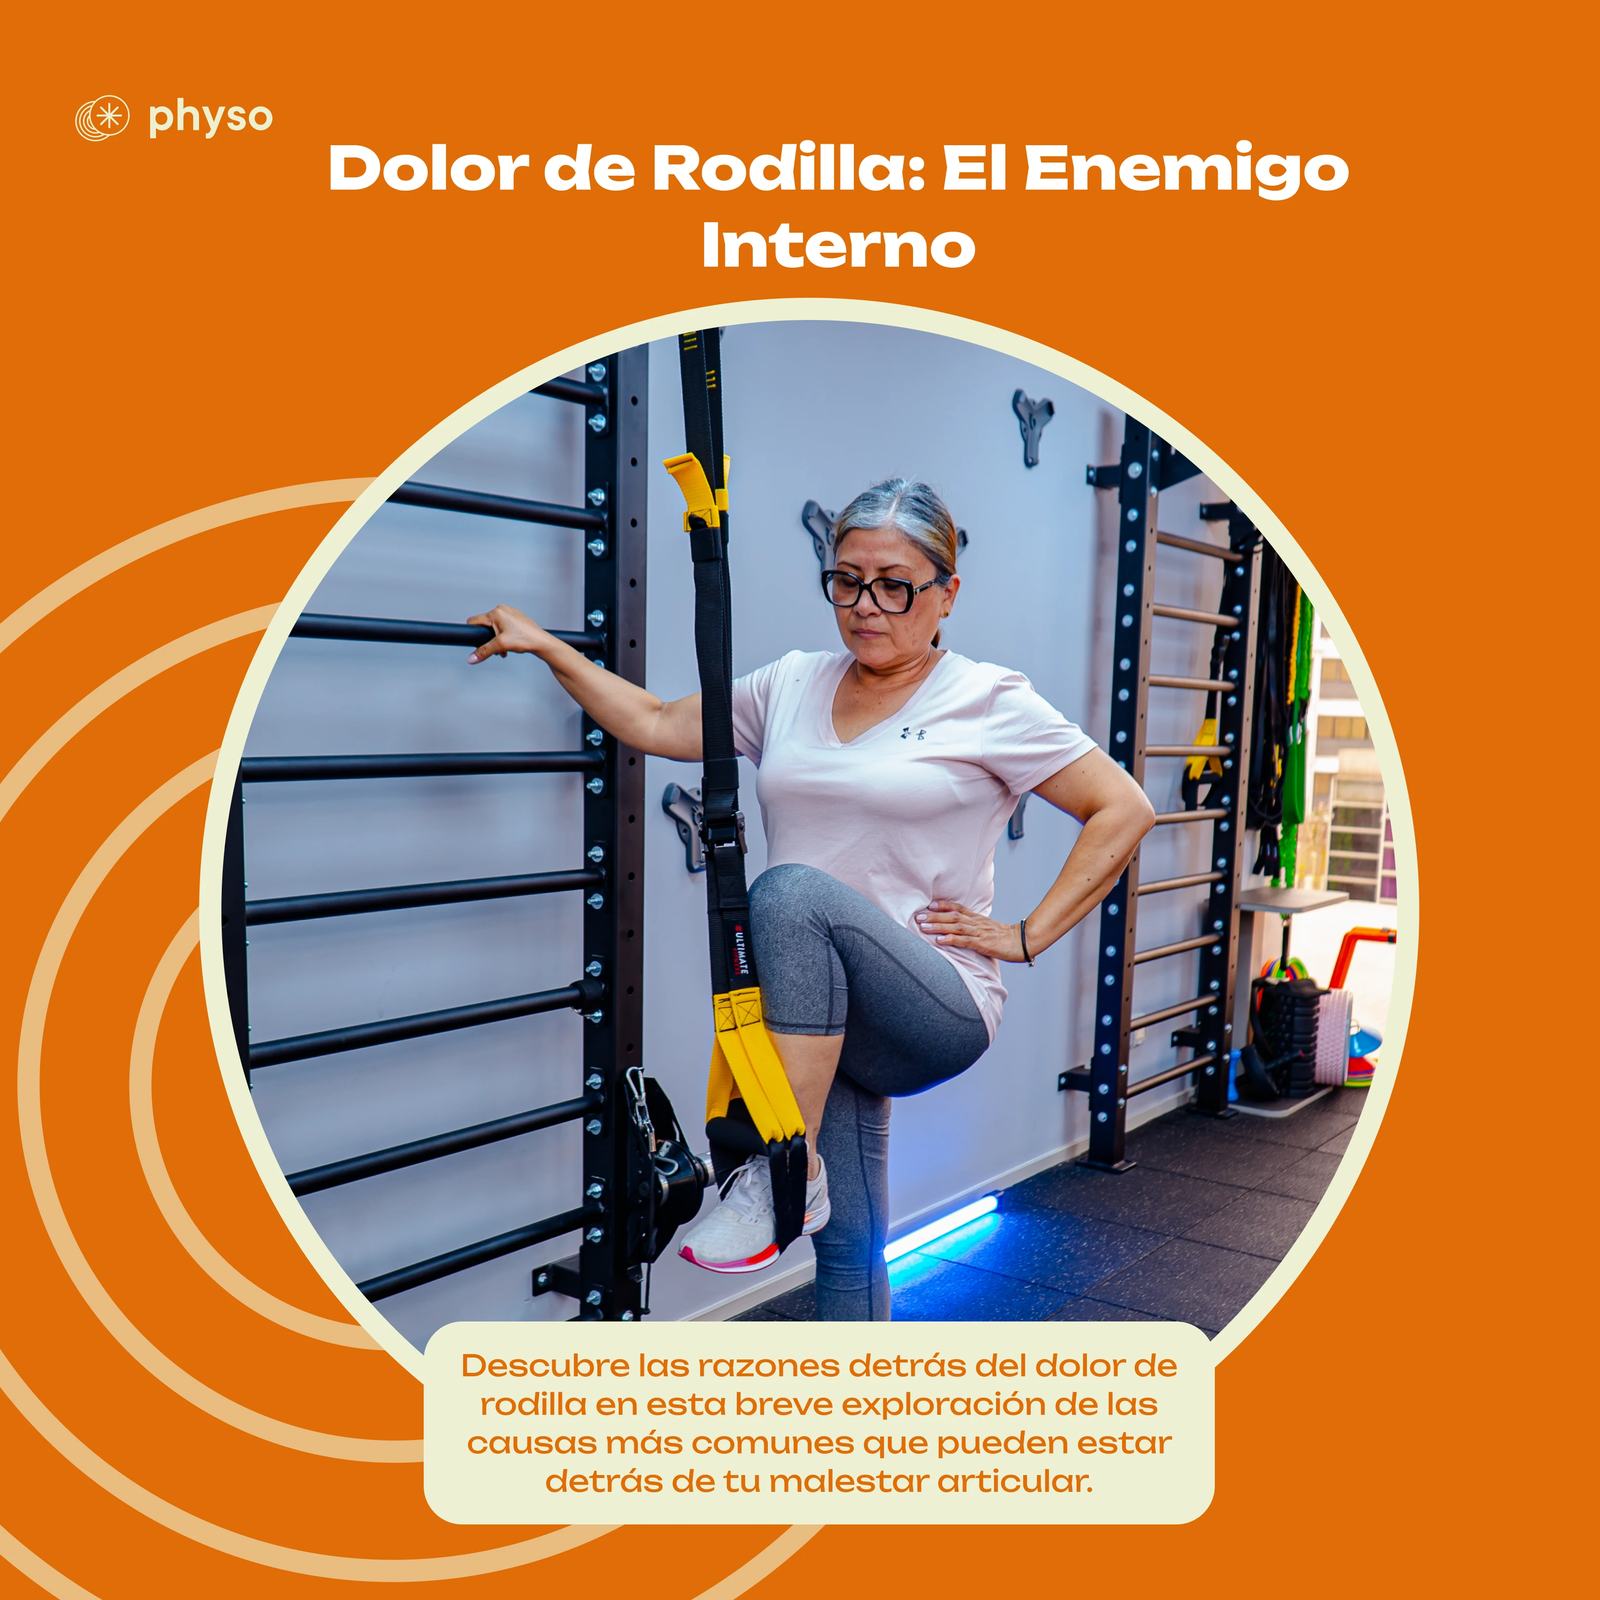 physo
Dolor de Rodilla: El Enemigo
Interno
ULTIMATE
Descubre las razones detrás del dolor de
rodilla en esta breve exploración de las
causas más comunes que pueden estar
detrás de tu malestar articular.